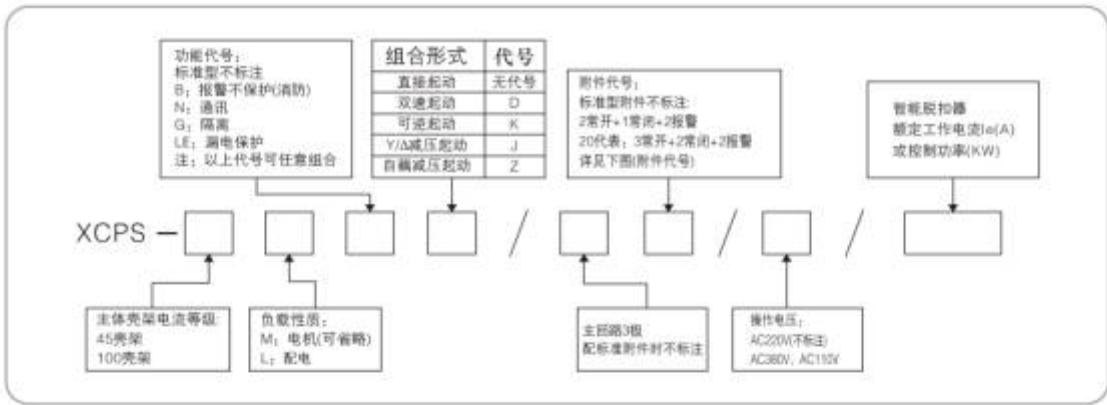 功能代号：
标准型不标注
B：报警不保护(消防)
N：通讯
G：隔离
LE：漏电保护
注：以上代号可任意组合
组合形式 代号
直接起动 无代号
双速起动 D
可逆起动 K
Y/Δ减压起动 J
自耦减压起动 Z
附件代号：
标准型附件不标注：
2常开+1常闭+2报警
20代表：3常开+2常闭+2报警
详见下图(附件代号)
智能脱扣器
额定工作电流Ie(A)
或控制功率(KW)
XCPS － / / /
主体壳架电流等级：
45壳架
100壳架
负载性质：
M：电机(可省略)
L：配电
主回路3极
配标准附件时不标注
操作电压：
AC220V(不标注)
AC380V、AC110V